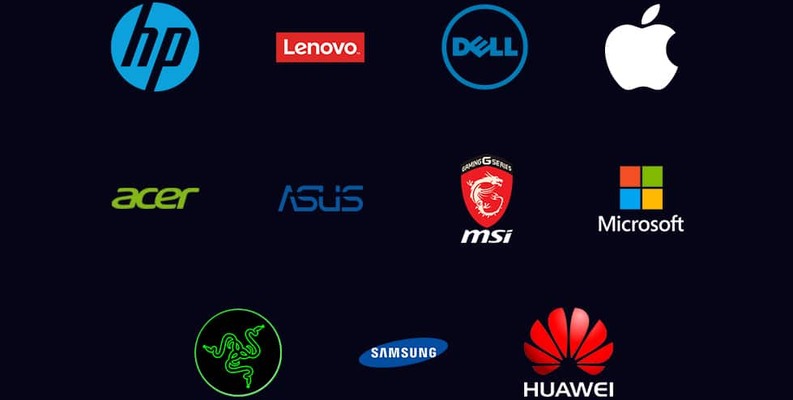 hp
Lenovo
DELL
acer
ASUS
GAMING G SERIES
msi
Microsoft
SAMSUNG
HUAWEI